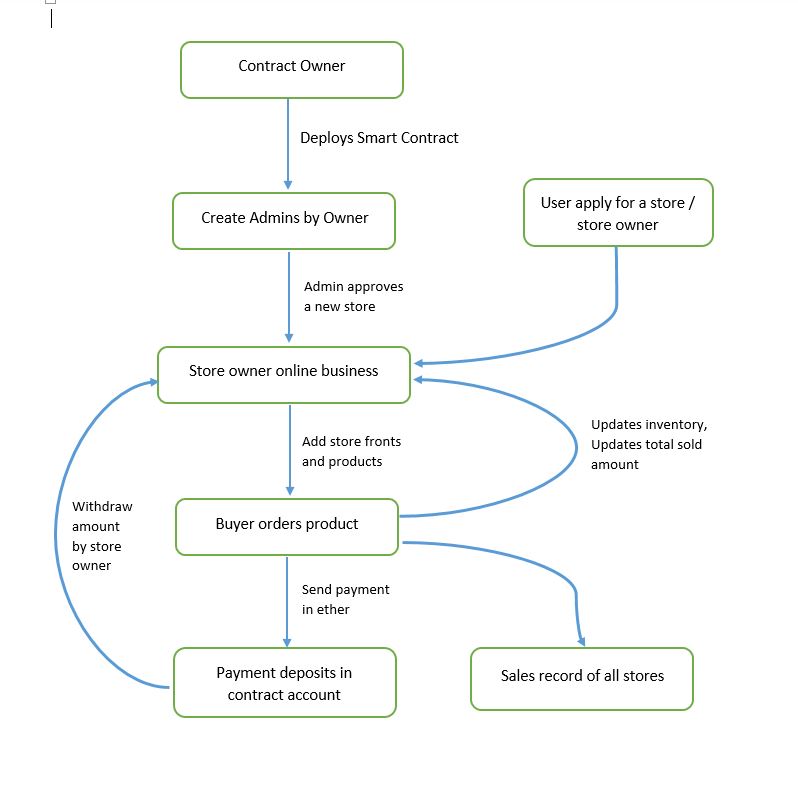 Contract Owner
Deploys Smart Contract
Create Admins by Owner
User apply for a store /
store owner
Admin approves
a new store
Store owner online business
Add store fronts
and products
Updates inventory,
Updates total sold
amount
Withdraw
amount
by store
owner
Buyer orders product
Send payment
in ether
Payment deposits in
contract account
Sales record of all stores